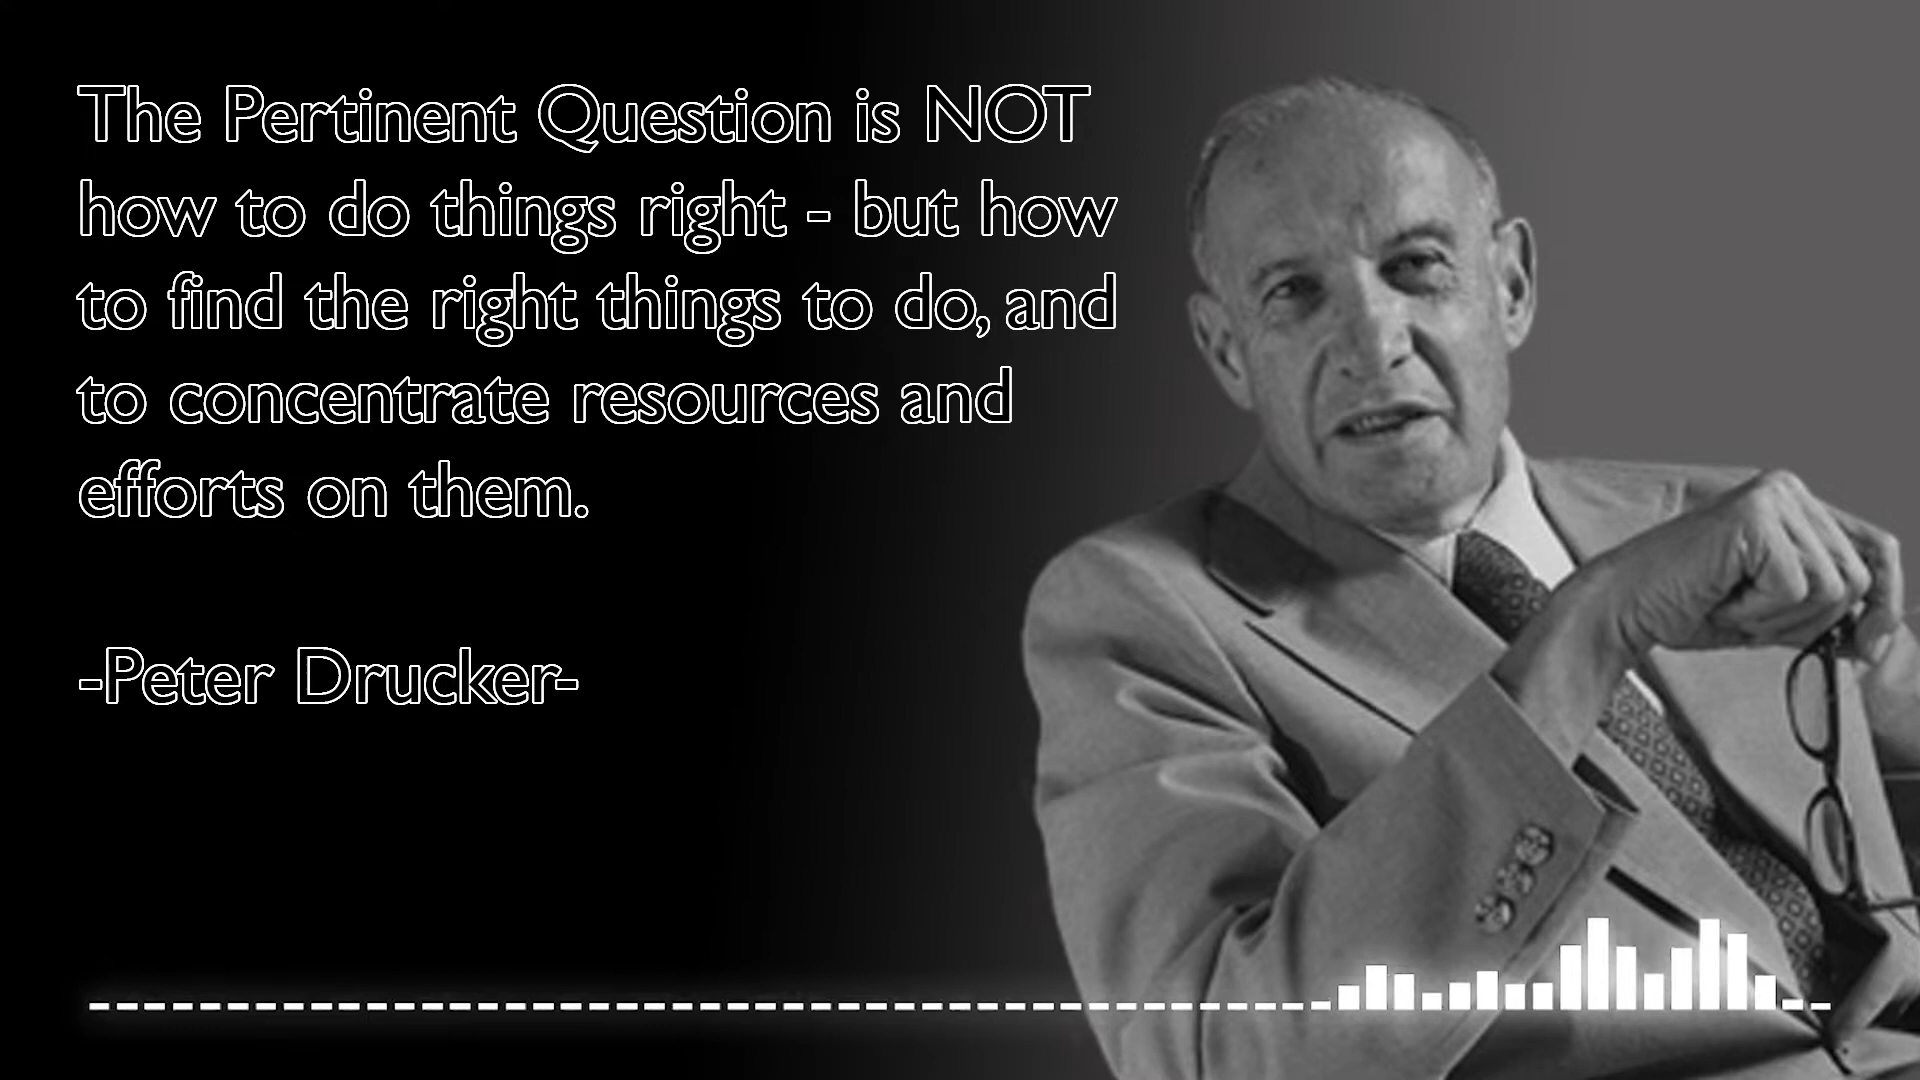 The Pertinent Question is NOT
how to do things right - but how
to find the right things to do, and
to concentrate resources and
efforts on them.
-Peter Drucker-